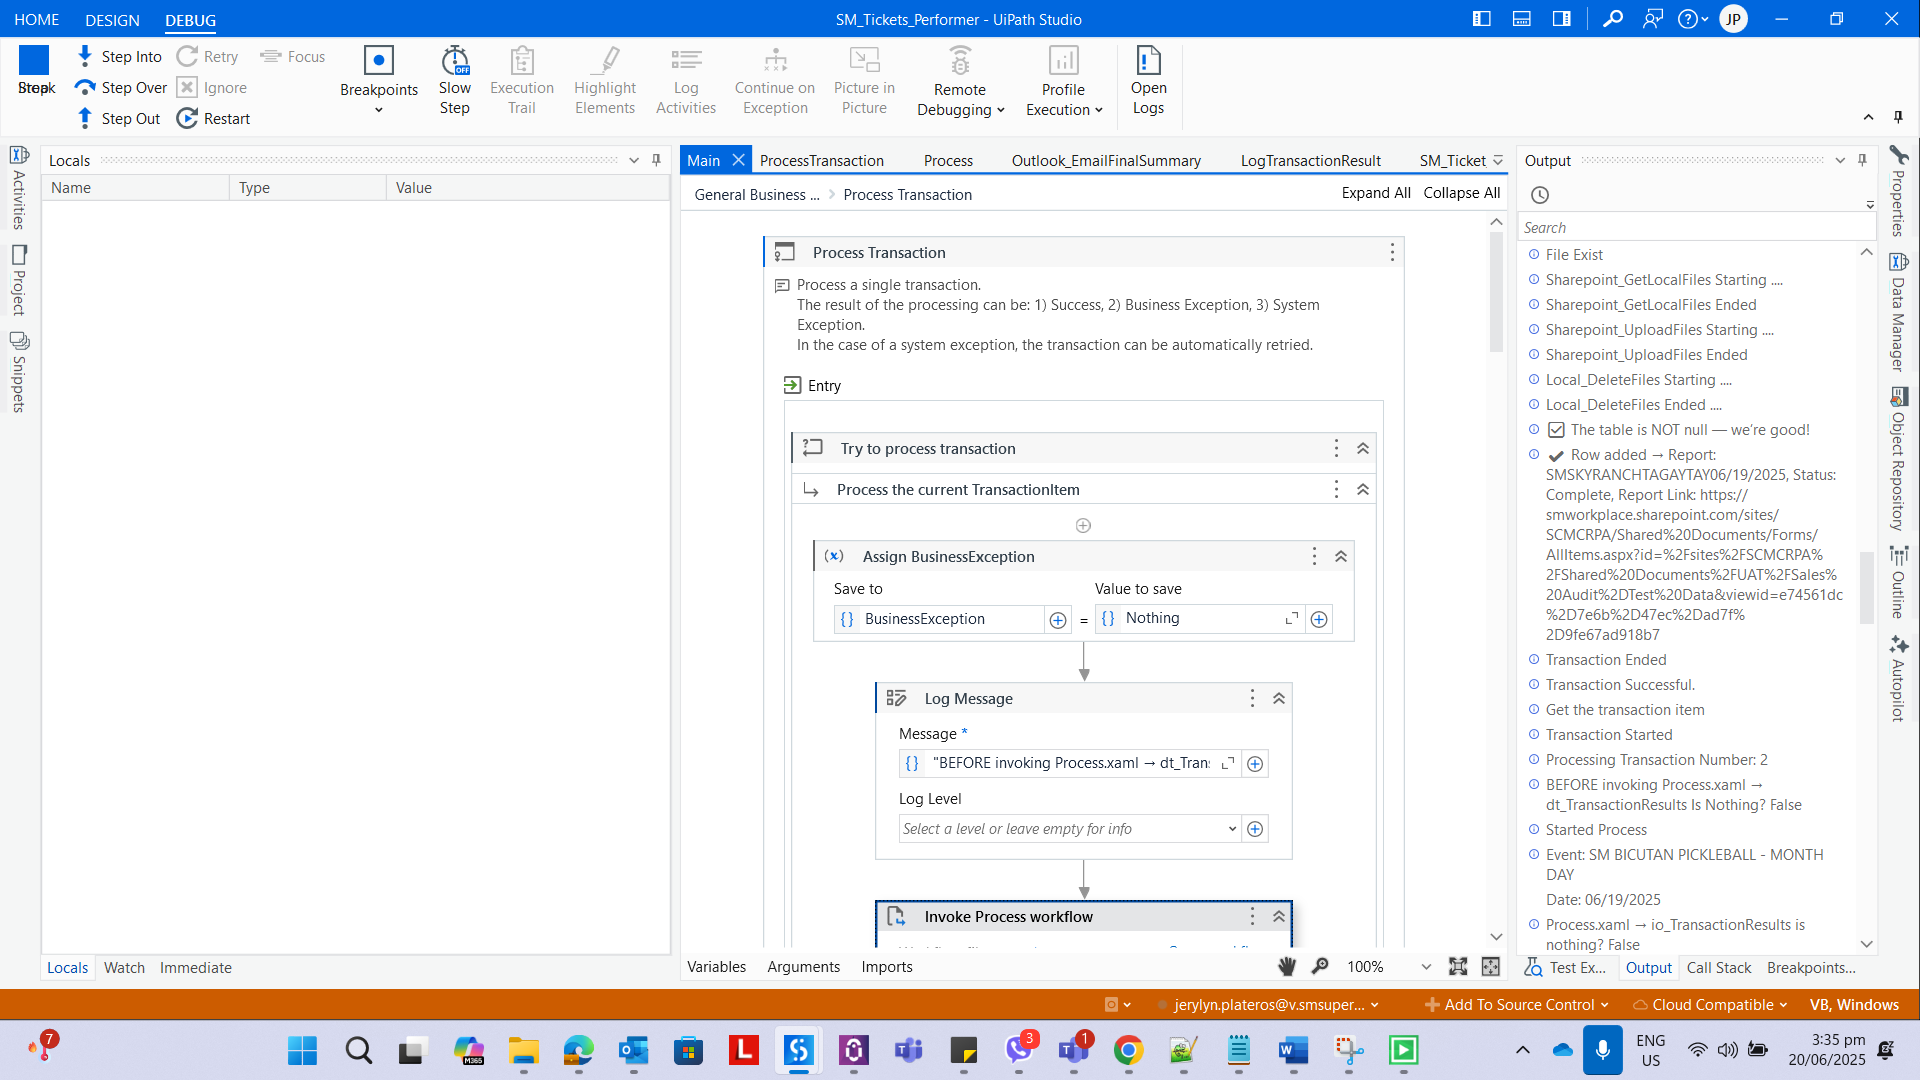 HOME DESIGN DEBUG
SM_Tickets_Performer - UiPath Studio
JP
Step Into
Step Over
Step Out
Retry
Ignore
Restart
Focus
Breakpoints
Slow Step
OFF
Execution Trail
Highlight Elements
Log Activities
Continue on Exception
Picture in Picture
Remote Debugging
Profile Execution
Open Logs
Activities
Project
Snippets
Locals
Name Type Value
Locals Watch Immediate
Main ProcessTransaction Process Outlook_EmailFinalSummary LogTransactionResult SM_Ticket
General Business ... Process Transaction
Expand All Collapse All
Process Transaction
Process a single transaction.
The result of the processing can be: 1) Success, 2) Business Exception, 3) System
Exception.
In the case of a system exception, the transaction can be automatically retried.
Entry
Try to process transaction
Process the current TransactionItem
(x) Assign BusinessException
Save to Value to save
{} BusinessException = {} Nothing
Log Message
Message *
{} "BEFORE invoking Process.xaml → dt_Trans
Log Level
Select a level or leave empty for info
Invoke Process workflow
Variables Arguments Imports
100%
Output
Search
File Exist
Sharepoint_GetLocalFiles Starting ....
Sharepoint_GetLocalFiles Ended
Sharepoint_UploadFiles Starting ....
Sharepoint_UploadFiles Ended
Local_DeleteFiles Starting ....
Local_DeleteFiles Ended ....
☑ The table is NOT null — we're good!
✔ Row added → Report:
SMSKYRANCHTAGAYTAY06/19/2025, Status:
Complete, Report Link: https://
smworkplace.sharepoint.com/sites/
SCMCRPA/Shared%20Documents/Forms/
AllItems.aspx?id=%2Fsites%2FSCMCRPA%
2FShared%20Documents%2FUAT%2FSales%
20Audit%2DTest%20Data&viewid=e74561dc
%2D7e6b%2D47ec%2Dad7f%
2D9fe67ad918b7
Transaction Ended
Transaction Successful.
Get the transaction item
Transaction Started
Processing Transaction Number: 2
BEFORE invoking Process.xaml →
dt_TransactionResults Is Nothing? False
Started Process
Event: SM BICUTAN PICKLEBALL - MONTH
DAY
Date: 06/19/2025
Process.xaml → io_TransactionResults is
nothing? False
Test Ex... Output Call Stack Breakpoints...
Properties
Data Manager
Object Repository
Outline
Autopilot
jerylyn.plateros@v.smsuper...
Add To Source Control
Cloud Compatible
VB, Windows
7
M365
L
3
1
ENG
US
3:35 pm
20/06/2025